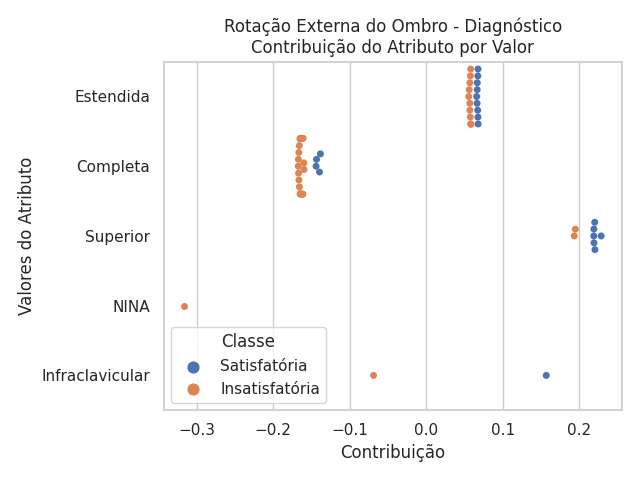 Rotação Externa do Ombro - Diagnóstico
Contribuição do Atributo por Valor
Valores do Atributo
Estendida
Completa
Superior
NINA
Infraclavicular
Classe
Satisfatória
Insatisfatória
−0.3
−0.2
−0.1
0.0
0.1
0.2
Contribuição